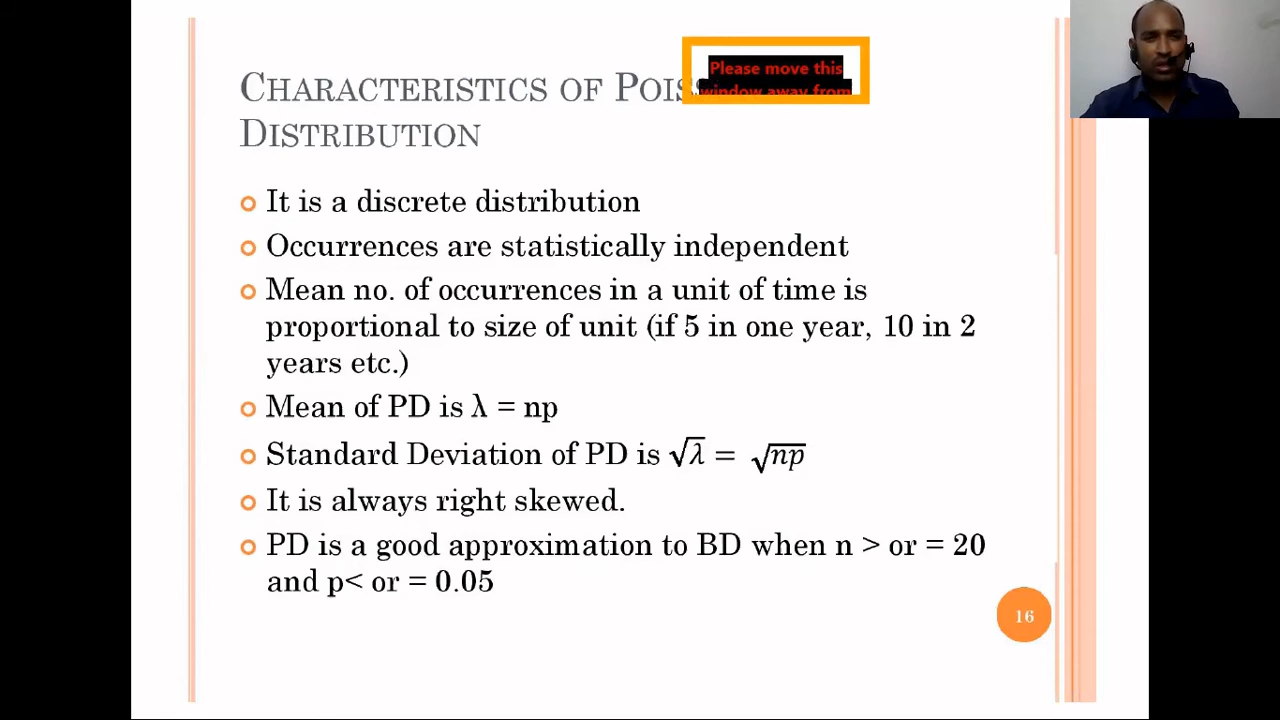 Please move this
window away from
CHARACTERISTICS OF POIS
DISTRIBUTION
It is a discrete distribution
Occurrences are statistically independent
Mean no. of occurrences in a unit of time is
proportional to size of unit (if 5 in one year, 10 in 2
years etc.)
Mean of PD is λ = np
Standard Deviation of PD is √λ = √np
It is always right skewed.
PD is a good approximation to BD when n > or = 20
and p< or = 0.05
16